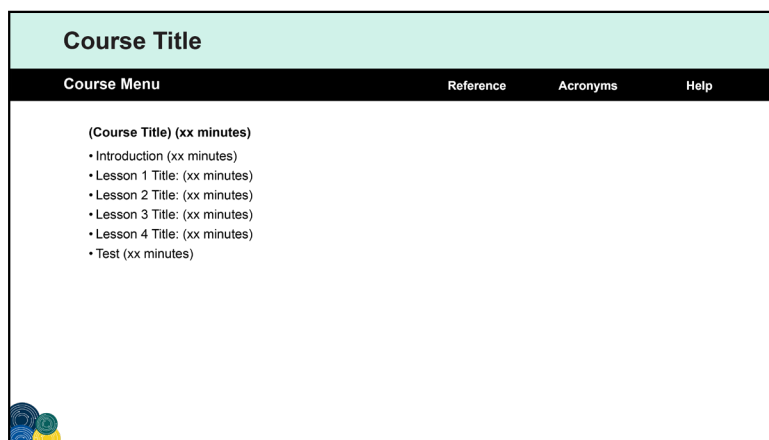 Course Title
Course Menu Reference Acronyms Help
(Course Title) (xx minutes)
• Introduction (xx minutes)
• Lesson 1 Title: (xx minutes)
• Lesson 2 Title: (xx minutes)
• Lesson 3 Title: (xx minutes)
• Lesson 4 Title: (xx minutes)
• Test (xx minutes)